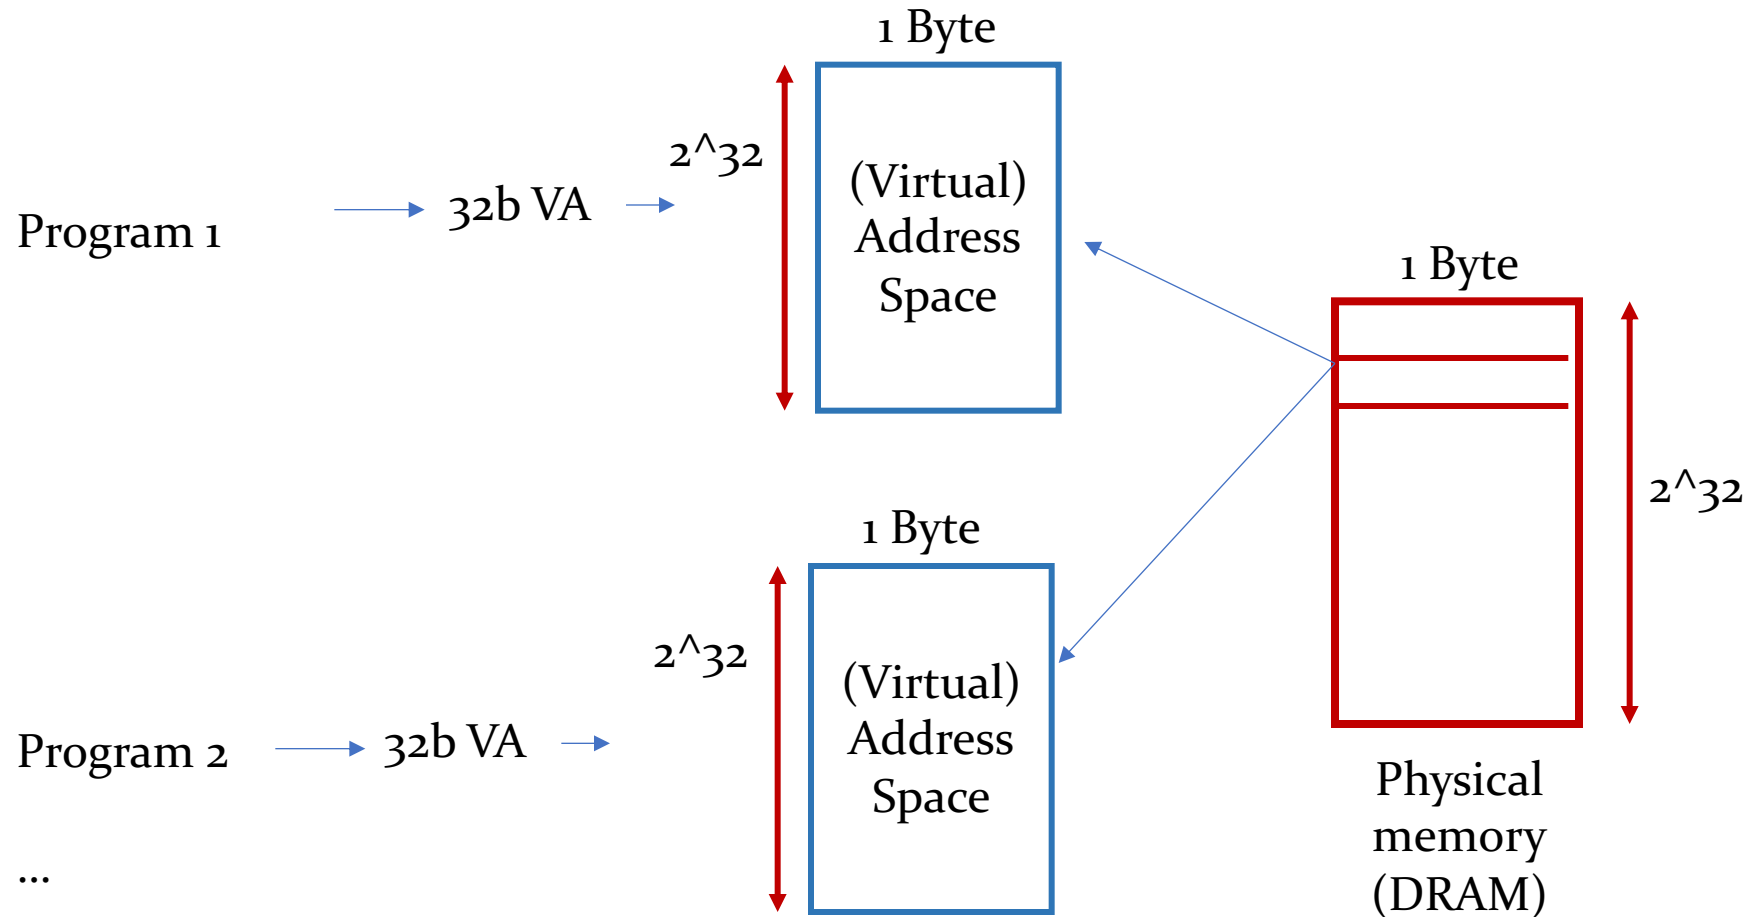 1 Byte
2^32
(Virtual)
Address
Space
32b VA
Program 1
1 Byte
2^32
Physical
memory
(DRAM)
1 Byte
2^32
(Virtual)
Address
Space
32b VA
Program 2
...